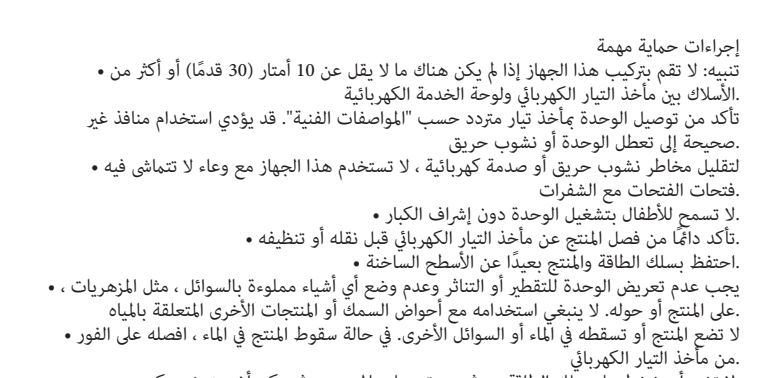 إجراءات حماية مهمة
تنبيه: لا تقم بتركيب هذا الجهاز إذا لم يكن هناك ما لا يقل عن 10 أمتار (30 قدمًا) أو أكثر من •
.الأسلاك بين مأخذ التيار الكهربائي ولوحة الخدمة الكهربائية
تأكد من توصيل الوحدة بمأخذ تيار متردد حسب "المواصفات الفنية". قد يؤدي استخدام منافذ غير
.صحيحة إلى تعطل الوحدة أو نشوب حريق
لتقليل مخاطر نشوب حريق أو صدمة كهربائية ، لا تستخدم هذا الجهاز مع وعاء لا تتماشى فيه •
.فتحات الفتحات مع الشفرات
.لا تسمح للأطفال بتشغيل الوحدة دون إشراف الكبار •
.تأكد دائمًا من فصل المنتج عن مأخذ التيار الكهربائي قبل نقله أو تنظيفه •
.احتفظ بسلك الطاقة والمنتج بعيدًا عن الأسطح الساخنة •
يجب عدم تعريض الوحدة للتقطير أو التناثر وعدم وضع أي أشياء مملوءة بالسوائل ، مثل المزهريات ، •
.على المنتج أو حوله. لا ينبغي استخدامه مع أحواض السمك أو المنتجات الأخرى المتعلقة بالمياه
لا تضع المنتج أو تسقطه في الماء أو السوائل الأخرى. في حالة سقوط المنتج في الماء ، افصله على الفور •
.من مأخذ التيار الكهربائي